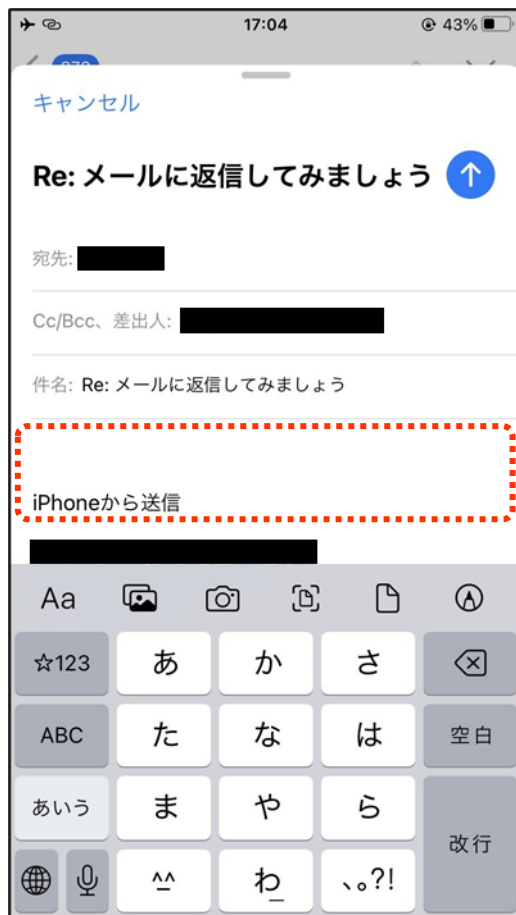 17:04
43%
キャンセル
Re: メールに返信してみましょう
宛先:
Cc/Bcc、差出人:
件名: Re: メールに返信してみましょう
iPhoneから送信
Aa
☆123 あ か さ
ABC た な は 空白
あいう ま や ら
改行
^^ わ_ 、。?!